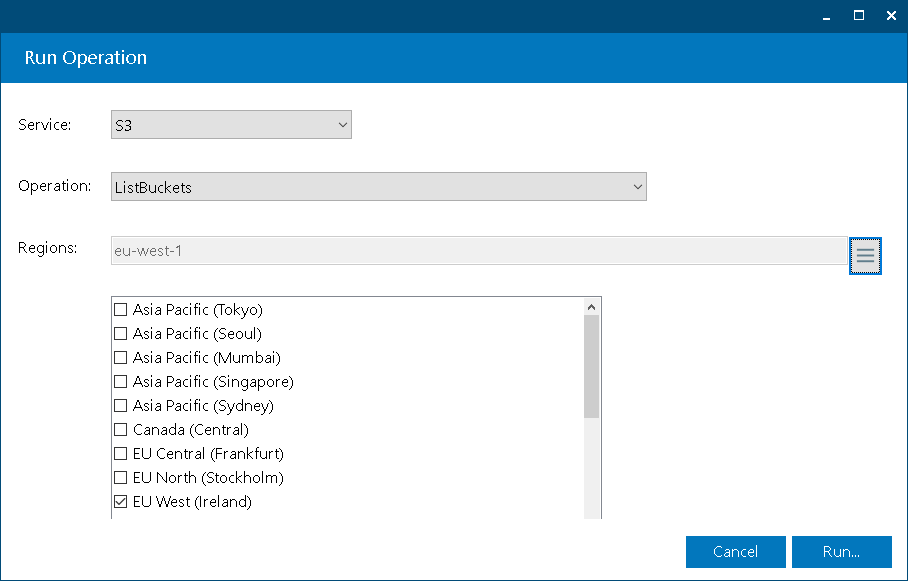 Run Operation
Service:
S3
Operation:
ListBuckets
Regions:
eu-west-1
Asia Pacific (Tokyo)
Asia Pacific (Seoul)
Asia Pacific (Mumbai)
Asia Pacific (Singapore)
Asia Pacific (Sydney)
Canada (Central)
EU Central (Frankfurt)
EU North (Stockholm)
EU West (Ireland)
Cancel
Run...